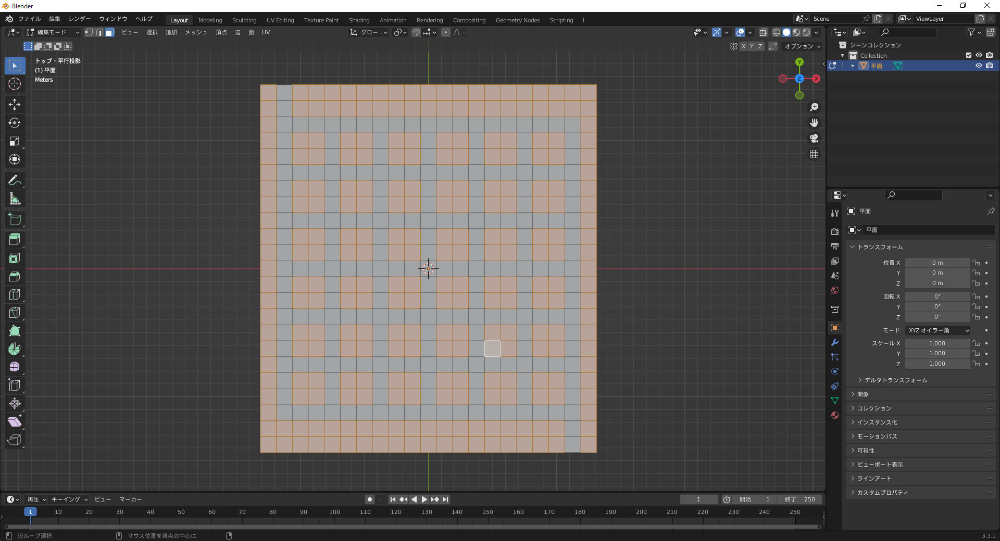 Blender
ファイル 編集 レンダー ウィンドウ ヘルプ Layout Modeling Sculpting UV Editing Texture Paint Shading Animation Rendering Compositing Geometry Nodes Scripting + Scene ViewLayer
編集モード ビュー 選択 追加 メッシュ 頂点 辺 面 UV グロー...
X Y Z オプション
トップ・平行投影
(1) 平面
Meters
Y
Z X
シーンコレクション
Collection
平面
平面
平面
トランスフォーム
位置 X 0 m
Y 0 m
Z 0 m
回転 X 0°
Y 0°
Z 0°
モード XYZ オイラー角
スケール X 1.000
Y 1.000
Z 1.000
デルタトランスフォーム
関係
コレクション
インスタンス化
モーションパス
可視性
ビューポート表示
ラインアート
カスタムプロパティ
再生 キーイング ビュー マーカー 1 開始 1 終了 250
1 10 20 30 40 50 60 70 80 90 100 110 120 130 140 150 160 170 180 190 200 210 220 230 240 250
辺ループ選択 マウス位置を視点の中心に 3.3.1